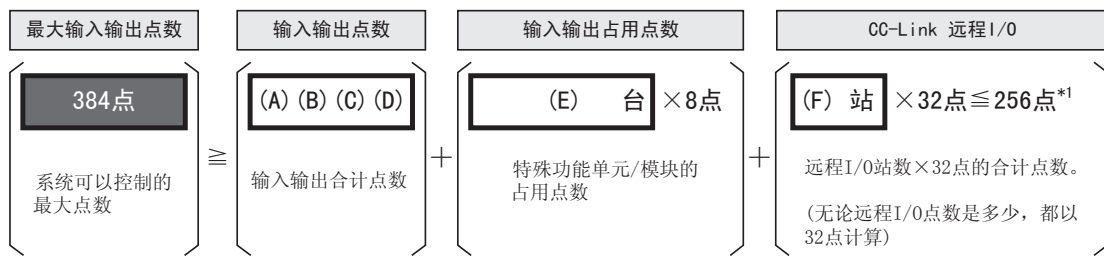 最大输入输出点数
输入输出点数
输入输出占用点数
CC-Link 远程I/O
384点
≧
(A) (B) (C) (D)
+
(E) 台 ×8点
+
(F) 站 ×32点≦256点*1
系统可以控制的
最大点数
输入输出合计点数
特殊功能单元/模块的
占用点数
远程I/O站数×32点的合计点数。
(无论远程I/O点数是多少，都以
32点计算)